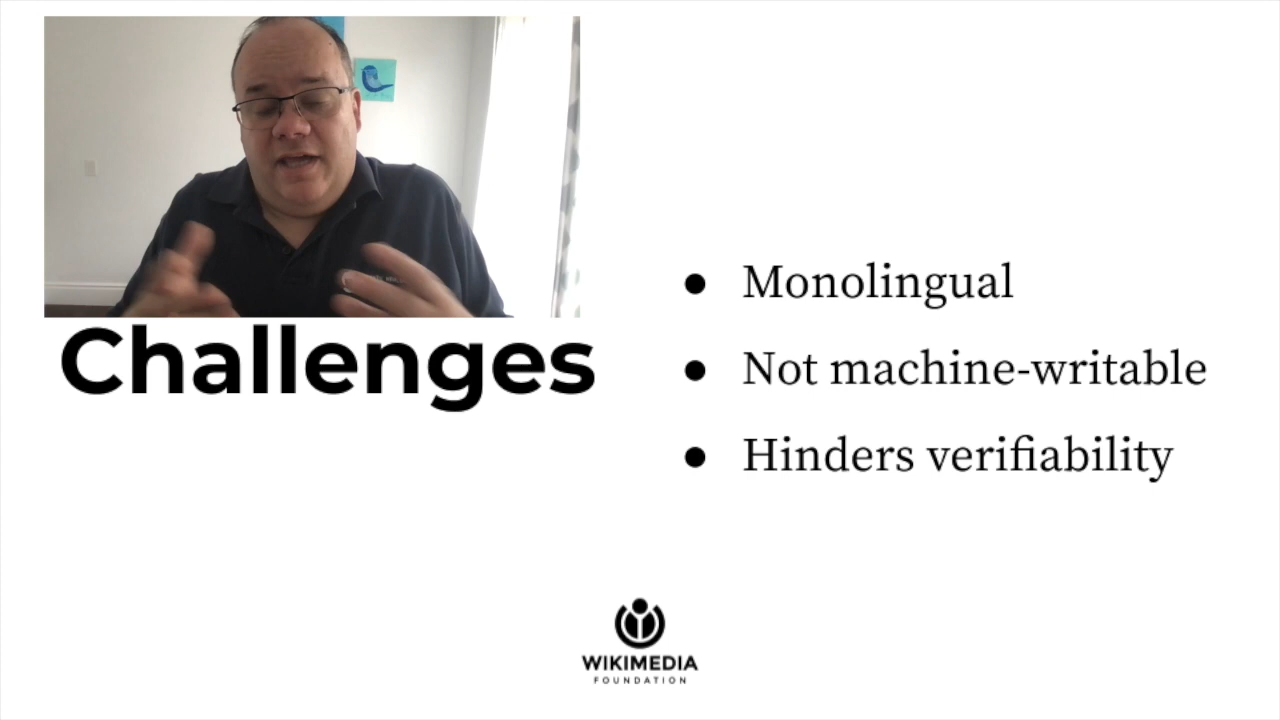 Challenges
● Monolingual
● Not machine-writable
● Hinders verifiability
WIKIMEDIA
FOUNDATION